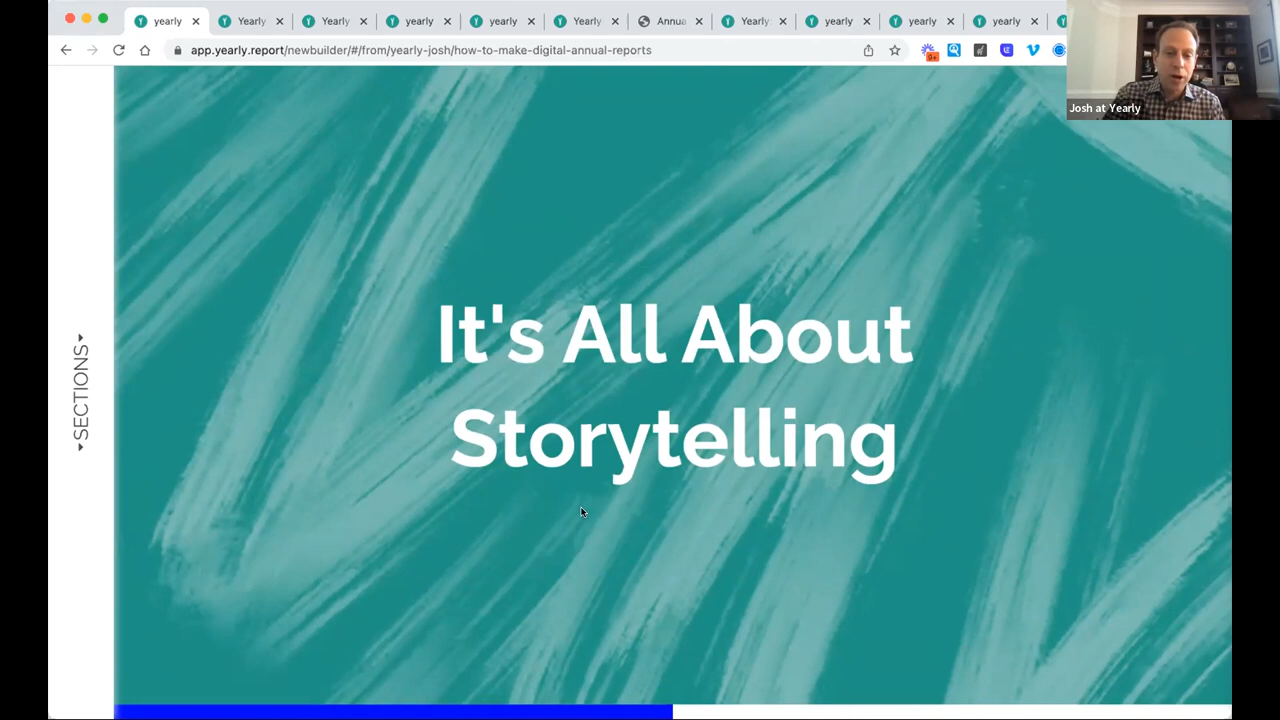 yearly
Yearly
Yearly
yearly
yearly
Yearly
Annua
Yearly
yearly
yearly
yearly
app.yearly.report/newbuilder/#/from/yearly-josh/how-to-make-digital-annual-reports
9+
Josh at Yearly
SECTIONS
It's All About
Storytelling